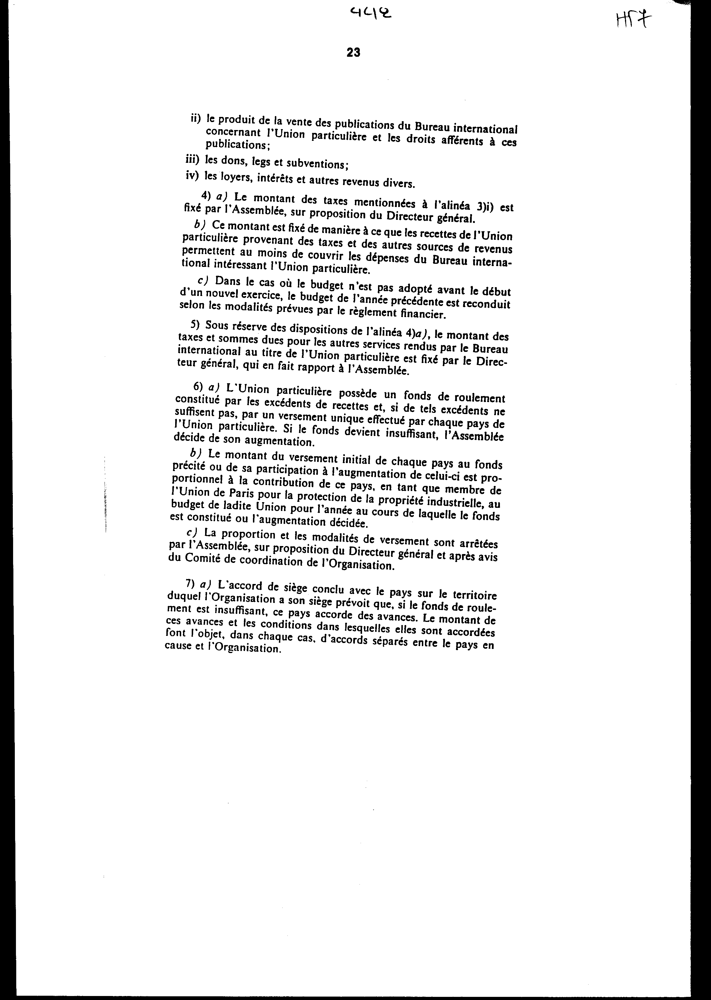 23
ii) le produit de la vente des publications du Bureau international
concernant l'Union particulière et les droits afférents à ces
publications;
iii) les dons, legs et subventions;
iv) les loyers, intérêts et autres revenus divers.
4) a) Le montant des taxes mentionnées à l'alinéa 3)i) est
fixé par l'Assemblée, sur proposition du Directeur général.
b) Ce montant est fixé de manière à ce que les recettes de l'Union
particulière provenant des taxes et des autres sources de revenus
permettent au moins de couvrir les dépenses du Bureau interna-
tional intéressant l'Union particulière.
c) Dans le cas où le budget n'est pas adopté avant le début
d'un nouvel exercice, le budget de l'année précédente est reconduit
selon les modalités prévues par le règlement financier.
5) Sous réserve des dispositions de l'alinéa 4)a), le montant des
taxes et sommes dues pour les autres services rendus par le Bureau
international au titre de l'Union particulière est fixé par le Direc-
teur général, qui en fait rapport à l'Assemblée.
6) a) L'Union particulière possède un fonds de roulement
constitué par les excédents de recettes et, si de tels excédents ne
suffisent pas, par un versement unique effectué par chaque pays de
l'Union particulière. Si le fonds devient insuffisant, l'Assemblée
décide de son augmentation.
b) Le montant du versement initial de chaque pays au fonds
précité ou de sa participation à l'augmentation de celui-ci est pro-
portionnel à la contribution de ce pays, en tant que membre de
l'Union de Paris pour la protection de la propriété industrielle, au
budget de ladite Union pour l'année au cours de laquelle le fonds
est constitué ou l'augmentation décidée.
c) La proportion et les modalités de versement sont arrêtées
par l'Assemblée, sur proposition du Directeur général et après avis
du Comité de coordination de l'Organisation.
7) a) L'accord de siège conclu avec le pays sur le territoire
duquel l'Organisation a son siège prévoit que, si le fonds de roule-
ment est insuffisant, ce pays accorde des avances. Le montant de
ces avances et les conditions dans lesquelles elles sont accordées
font l'objet, dans chaque cas, d'accords séparés entre le pays en
cause et l'Organisation.